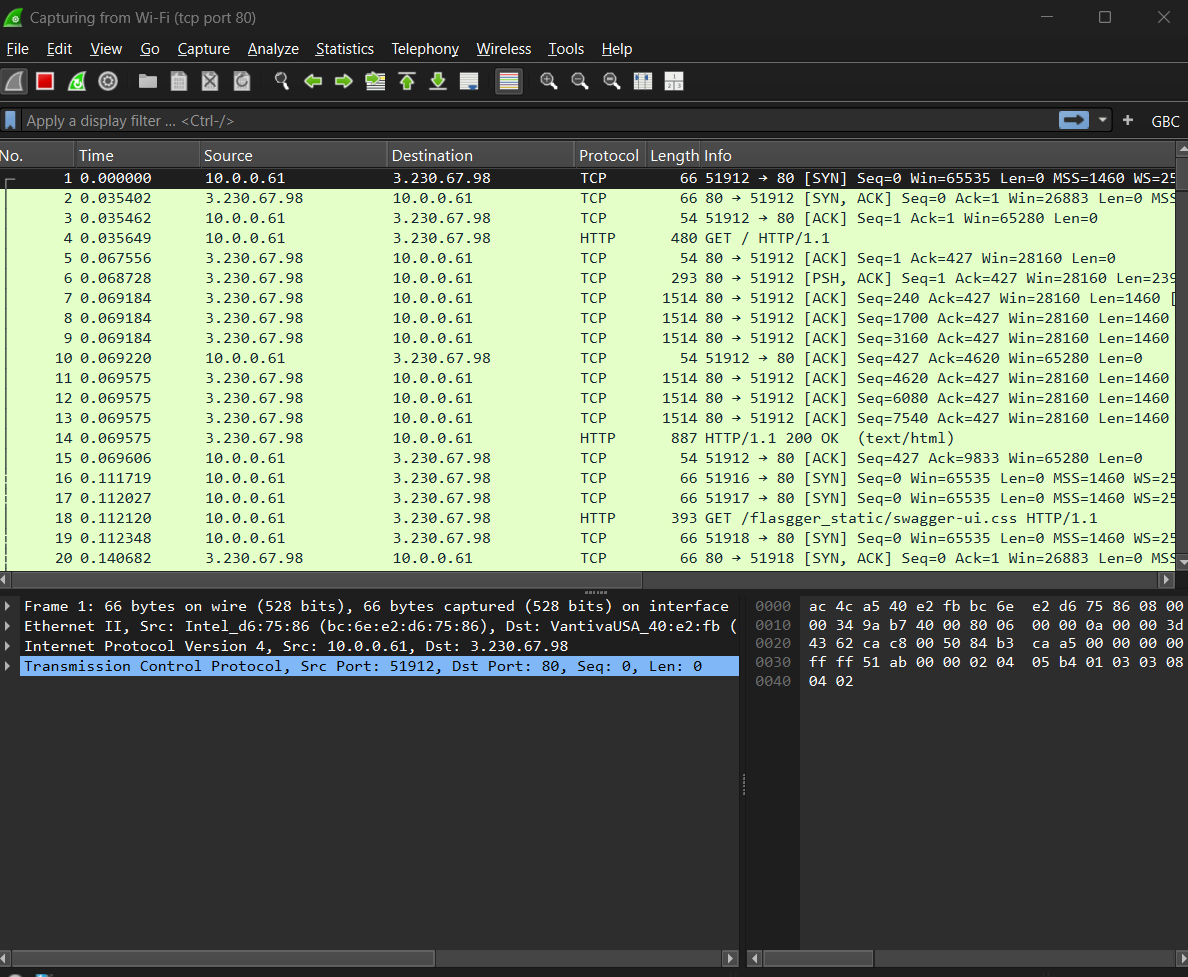 Capturing from Wi-Fi (tcp port 80)
File Edit View Go Capture Analyze Statistics Telephony Wireless Tools Help
Apply a display filter ... <Ctrl-/> + GBC
No. Time Source Destination Protocol Length Info
1 0.000000 10.0.0.61 3.230.67.98 TCP 66 51912 → 80 [SYN] Seq=0 Win=65535 Len=0 MSS=1460 WS=25
2 0.035402 3.230.67.98 10.0.0.61 TCP 66 80 → 51912 [SYN, ACK] Seq=0 Ack=1 Win=26883 Len=0 MSS
3 0.035462 10.0.0.61 3.230.67.98 TCP 54 51912 → 80 [ACK] Seq=1 Ack=1 Win=65280 Len=0
4 0.035649 10.0.0.61 3.230.67.98 HTTP 480 GET / HTTP/1.1
5 0.067556 3.230.67.98 10.0.0.61 TCP 54 80 → 51912 [ACK] Seq=1 Ack=427 Win=28160 Len=0
6 0.068728 3.230.67.98 10.0.0.61 TCP 293 80 → 51912 [PSH, ACK] Seq=1 Ack=427 Win=28160 Len=239
7 0.069184 3.230.67.98 10.0.0.61 TCP 1514 80 → 51912 [ACK] Seq=240 Ack=427 Win=28160 Len=1460 [
8 0.069184 3.230.67.98 10.0.0.61 TCP 1514 80 → 51912 [ACK] Seq=1700 Ack=427 Win=28160 Len=1460
9 0.069184 3.230.67.98 10.0.0.61 TCP 1514 80 → 51912 [ACK] Seq=3160 Ack=427 Win=28160 Len=1460
10 0.069220 10.0.0.61 3.230.67.98 TCP 54 51912 → 80 [ACK] Seq=427 Ack=4620 Win=65280 Len=0
11 0.069575 3.230.67.98 10.0.0.61 TCP 1514 80 → 51912 [ACK] Seq=4620 Ack=427 Win=28160 Len=1460
12 0.069575 3.230.67.98 10.0.0.61 TCP 1514 80 → 51912 [ACK] Seq=6080 Ack=427 Win=28160 Len=1460
13 0.069575 3.230.67.98 10.0.0.61 TCP 1514 80 → 51912 [ACK] Seq=7540 Ack=427 Win=28160 Len=1460
14 0.069575 3.230.67.98 10.0.0.61 HTTP 887 HTTP/1.1 200 OK (text/html)
15 0.069606 10.0.0.61 3.230.67.98 TCP 54 51912 → 80 [ACK] Seq=427 Ack=9833 Win=65280 Len=0
16 0.111719 10.0.0.61 3.230.67.98 TCP 66 51916 → 80 [SYN] Seq=0 Win=65535 Len=0 MSS=1460 WS=25
17 0.112027 10.0.0.61 3.230.67.98 TCP 66 51917 → 80 [SYN] Seq=0 Win=65535 Len=0 MSS=1460 WS=25
18 0.112120 10.0.0.61 3.230.67.98 HTTP 393 GET /flasgger_static/swagger-ui.css HTTP/1.1
19 0.112348 10.0.0.61 3.230.67.98 TCP 66 51918 → 80 [SYN] Seq=0 Win=65535 Len=0 MSS=1460 WS=25
20 0.140682 3.230.67.98 10.0.0.61 TCP 66 80 → 51918 [SYN, ACK] Seq=0 Ack=1 Win=26883 Len=0 MSS
Frame 1: 66 bytes on wire (528 bits), 66 bytes captured (528 bits) on interface
Ethernet II, Src: Intel_d6:75:86 (bc:6e:e2:d6:75:86), Dst: VantivaUSA_40:e2:fb (
Internet Protocol Version 4, Src: 10.0.0.61, Dst: 3.230.67.98
Transmission Control Protocol, Src Port: 51912, Dst Port: 80, Seq: 0, Len: 0
0000 ac 4c a5 40 e2 fb bc 6e e2 d6 75 86 08 00
0010 00 34 9a b7 40 00 80 06 00 00 0a 00 00 3d
0020 43 62 ca c8 00 50 84 b3 ca a5 00 00 00 00
0030 ff ff 51 ab 00 00 02 04 05 b4 01 03 03 08
0040 04 02